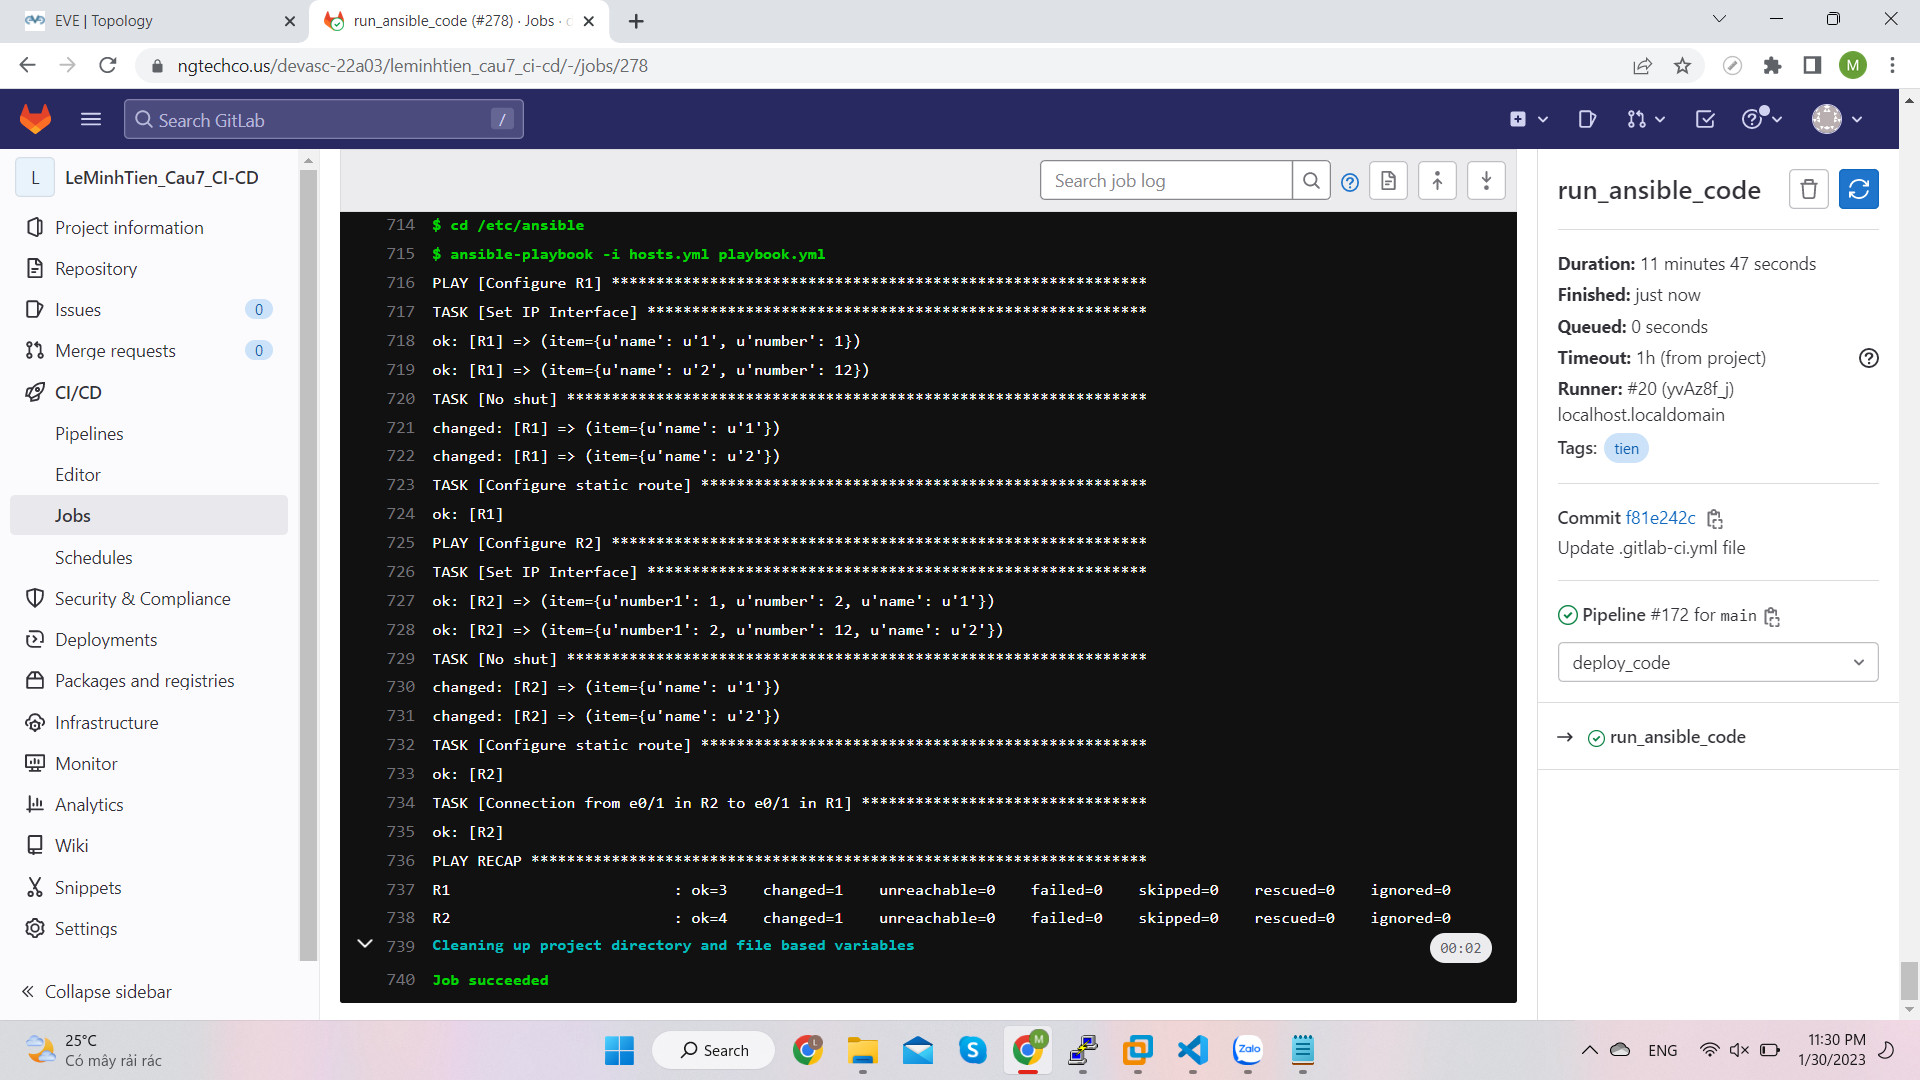 EVE | Topology
run_ansible_code (#278) · Jobs ·
ngtechco.us/devasc-22a03/leminhtien_cau7_ci-cd/-/jobs/278
M
Search GitLab
/
L
LeMinhTien_Cau7_CI-CD
Project information
Repository
Issues
0
Merge requests
0
CI/CD
Pipelines
Editor
Jobs
Schedules
Security & Compliance
Deployments
Packages and registries
Infrastructure
Monitor
Analytics
Wiki
Snippets
Settings
Collapse sidebar
Search job log
714 $ cd /etc/ansible
715 $ ansible-playbook -i hosts.yml playbook.yml
716 PLAY [Configure R1] ************************************************************
717 TASK [Set IP Interface] ********************************************************
718 ok: [R1] => (item={u'name': u'1', u'number': 1})
719 ok: [R1] => (item={u'name': u'2', u'number': 12})
720 TASK [No shut] *****************************************************************
721 changed: [R1] => (item={u'name': u'1'})
722 changed: [R1] => (item={u'name': u'2'})
723 TASK [Configure static route] **************************************************
724 ok: [R1]
725 PLAY [Configure R2] ************************************************************
726 TASK [Set IP Interface] ********************************************************
727 ok: [R2] => (item={u'number1': 1, u'number': 2, u'name': u'1'})
728 ok: [R2] => (item={u'number1': 2, u'number': 12, u'name': u'2'})
729 TASK [No shut] *****************************************************************
730 changed: [R2] => (item={u'name': u'1'})
731 changed: [R2] => (item={u'name': u'2'})
732 TASK [Configure static route] **************************************************
733 ok: [R2]
734 TASK [Connection from e0/1 in R2 to e0/1 in R1] ********************************
735 ok: [R2]
736 PLAY RECAP *********************************************************************
737 R1 : ok=3 changed=1 unreachable=0 failed=0 skipped=0 rescued=0 ignored=0
738 R2 : ok=4 changed=1 unreachable=0 failed=0 skipped=0 rescued=0 ignored=0
739 Cleaning up project directory and file based variables 00:02
740 Job succeeded
run_ansible_code
Duration: 11 minutes 47 seconds
Finished: just now
Queued: 0 seconds
Timeout: 1h (from project)
Runner: #20 (yvAz8f_j)
localhost.localdomain
Tags: tien
Commit f81e242c
Update .gitlab-ci.yml file
Pipeline #172 for main
deploy_code
→ run_ansible_code
25°C
Có mây rải rác
Search
L
M
Zalo
ENG
11:30 PM
1/30/2023